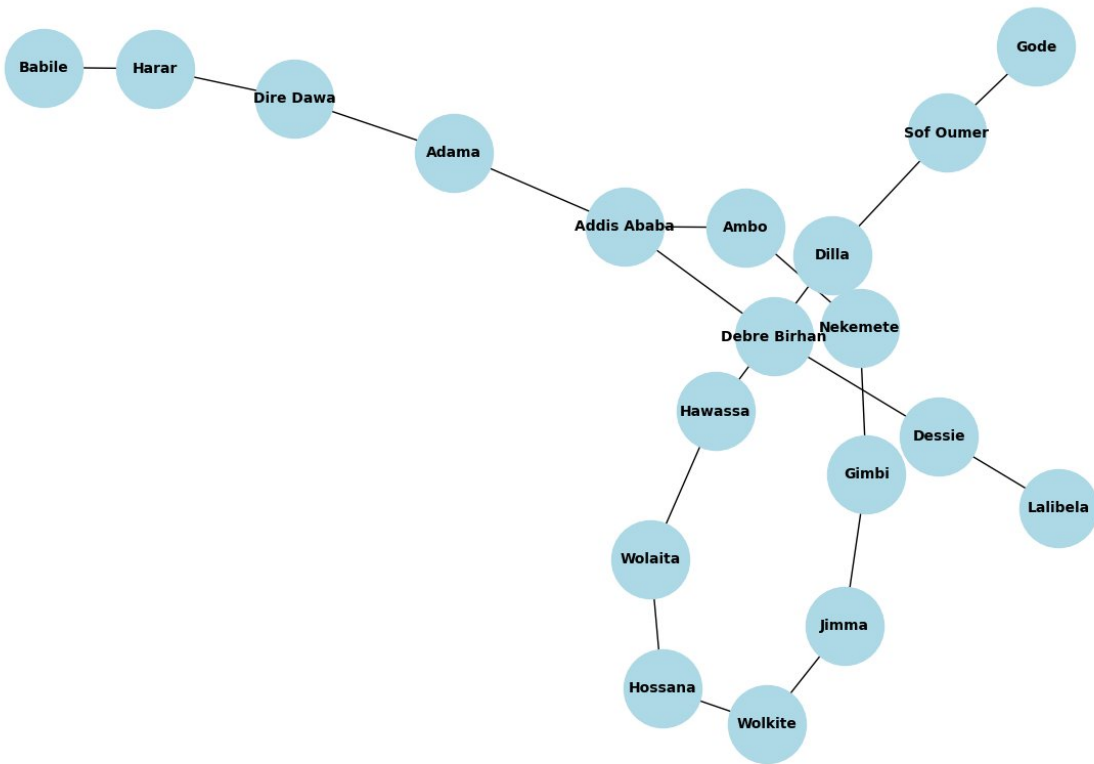 Gode
Babile
Harar
Dire Dawa
Sof Oumer
Adama
Addis Ababa
Ambo
Dilla
Debre Birhan
Nekemete
Hawassa
Dessie
Gimbi
Lalibela
Wolaita
Jimma
Hossana
Wolkite